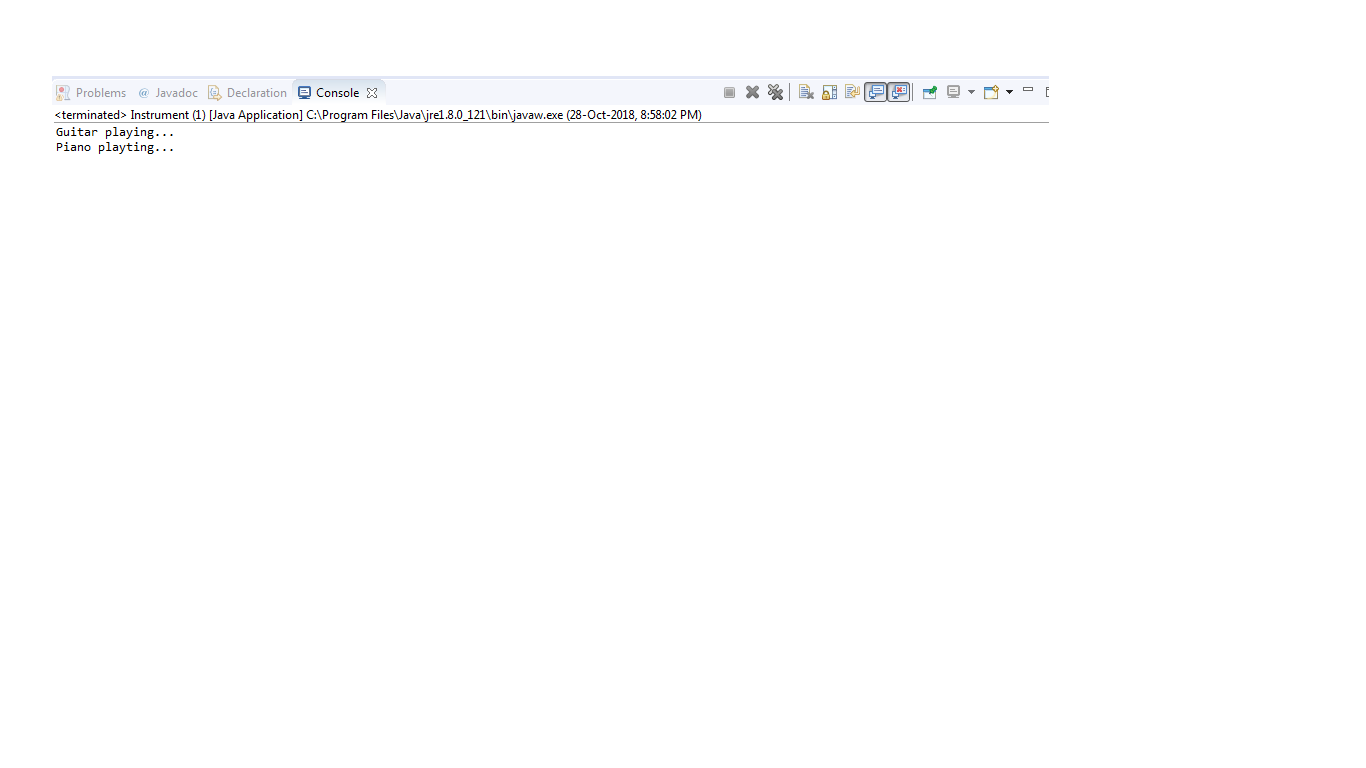 Problems @ Javadoc Declaration Console
<terminated> Instrument (1) [Java Application] C:\Program Files\Java\jre1.8.0_121\bin\javaw.exe (28-Oct-2018, 8:58:02 PM)
Guitar playing...
Piano playting...